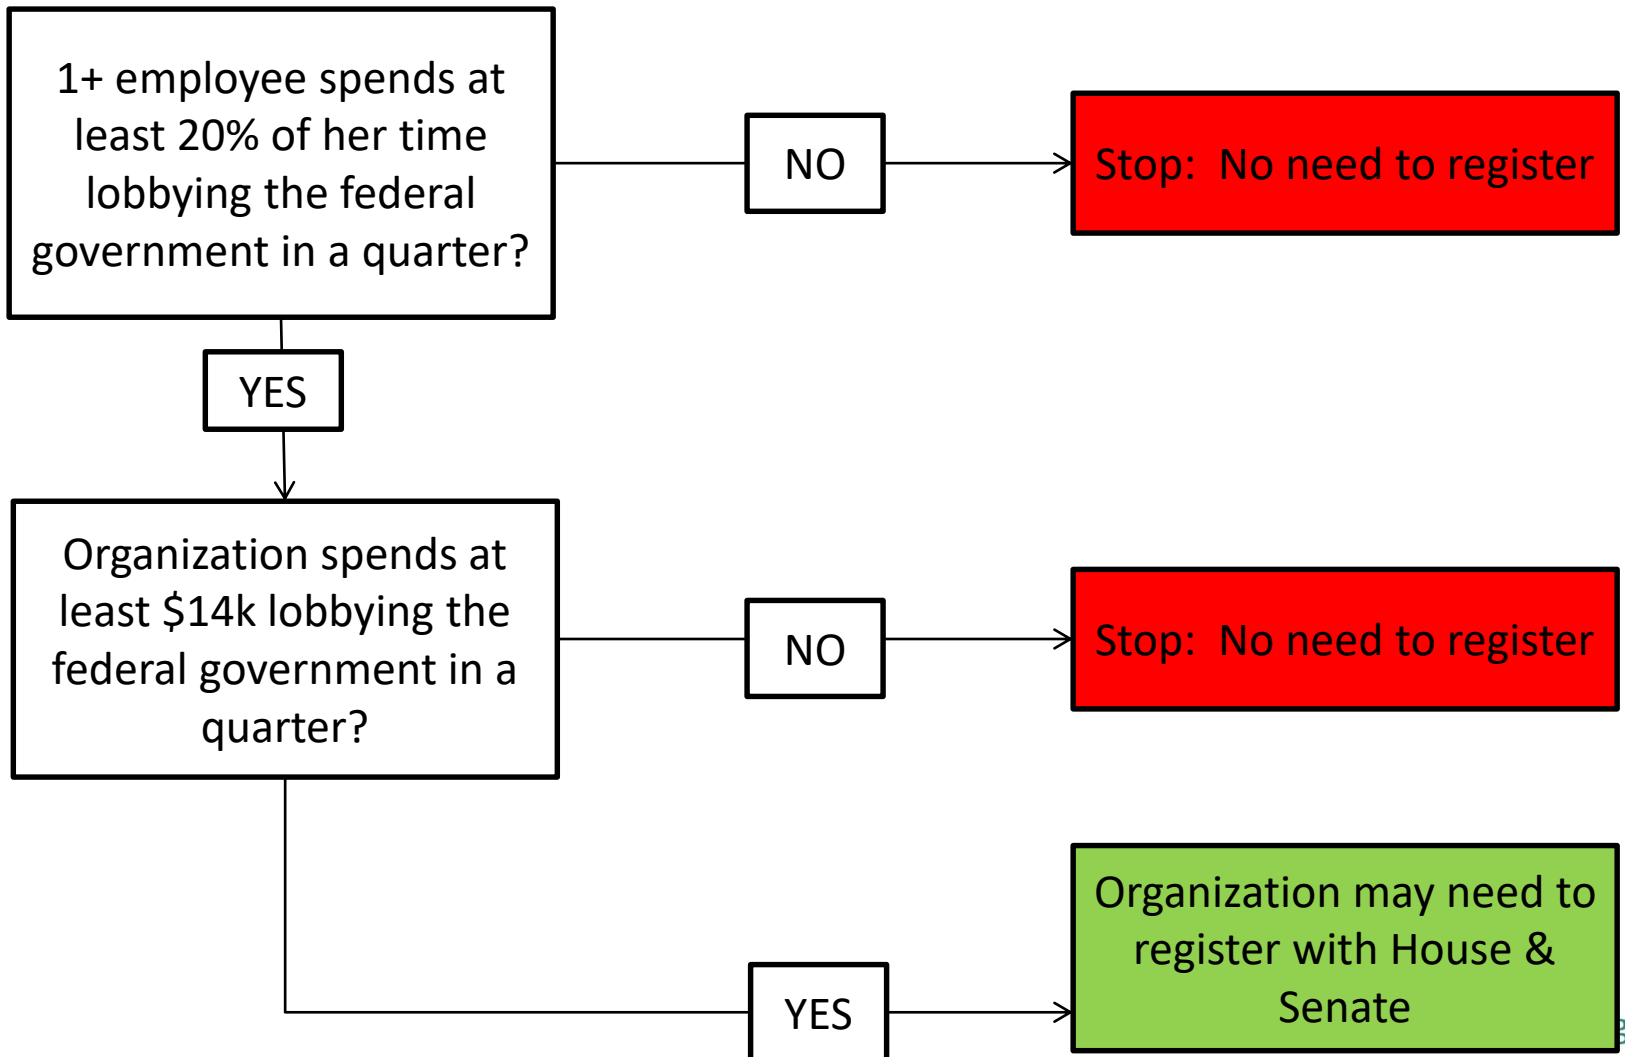 1+ employee spends at
least 20% of her time
lobbying the federal
government in a quarter?
NO
Stop:  No need to register
YES
Organization spends at
least $14k lobbying the
federal government in a
quarter?
NO
Stop:  No need to register
YES
Organization may need to
register with House &
Senate